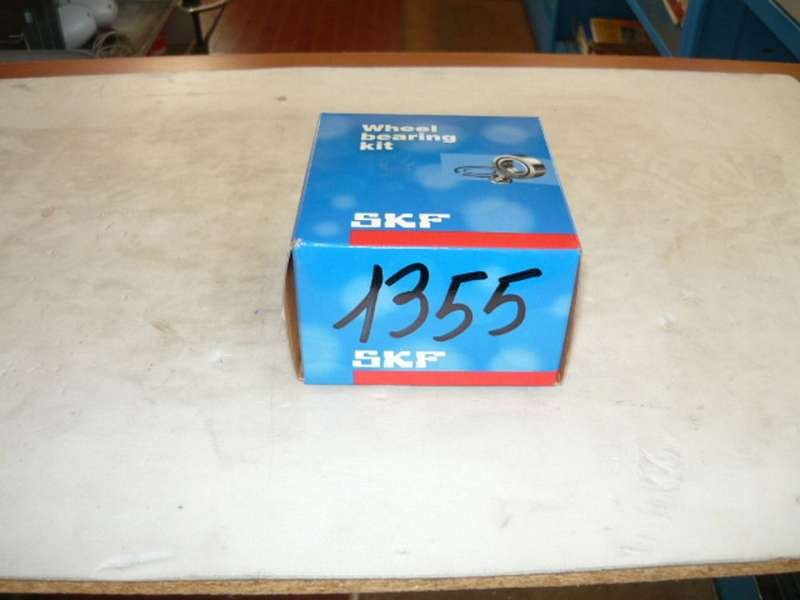 Wheel
bearing
kit
SKF
1355
SKF